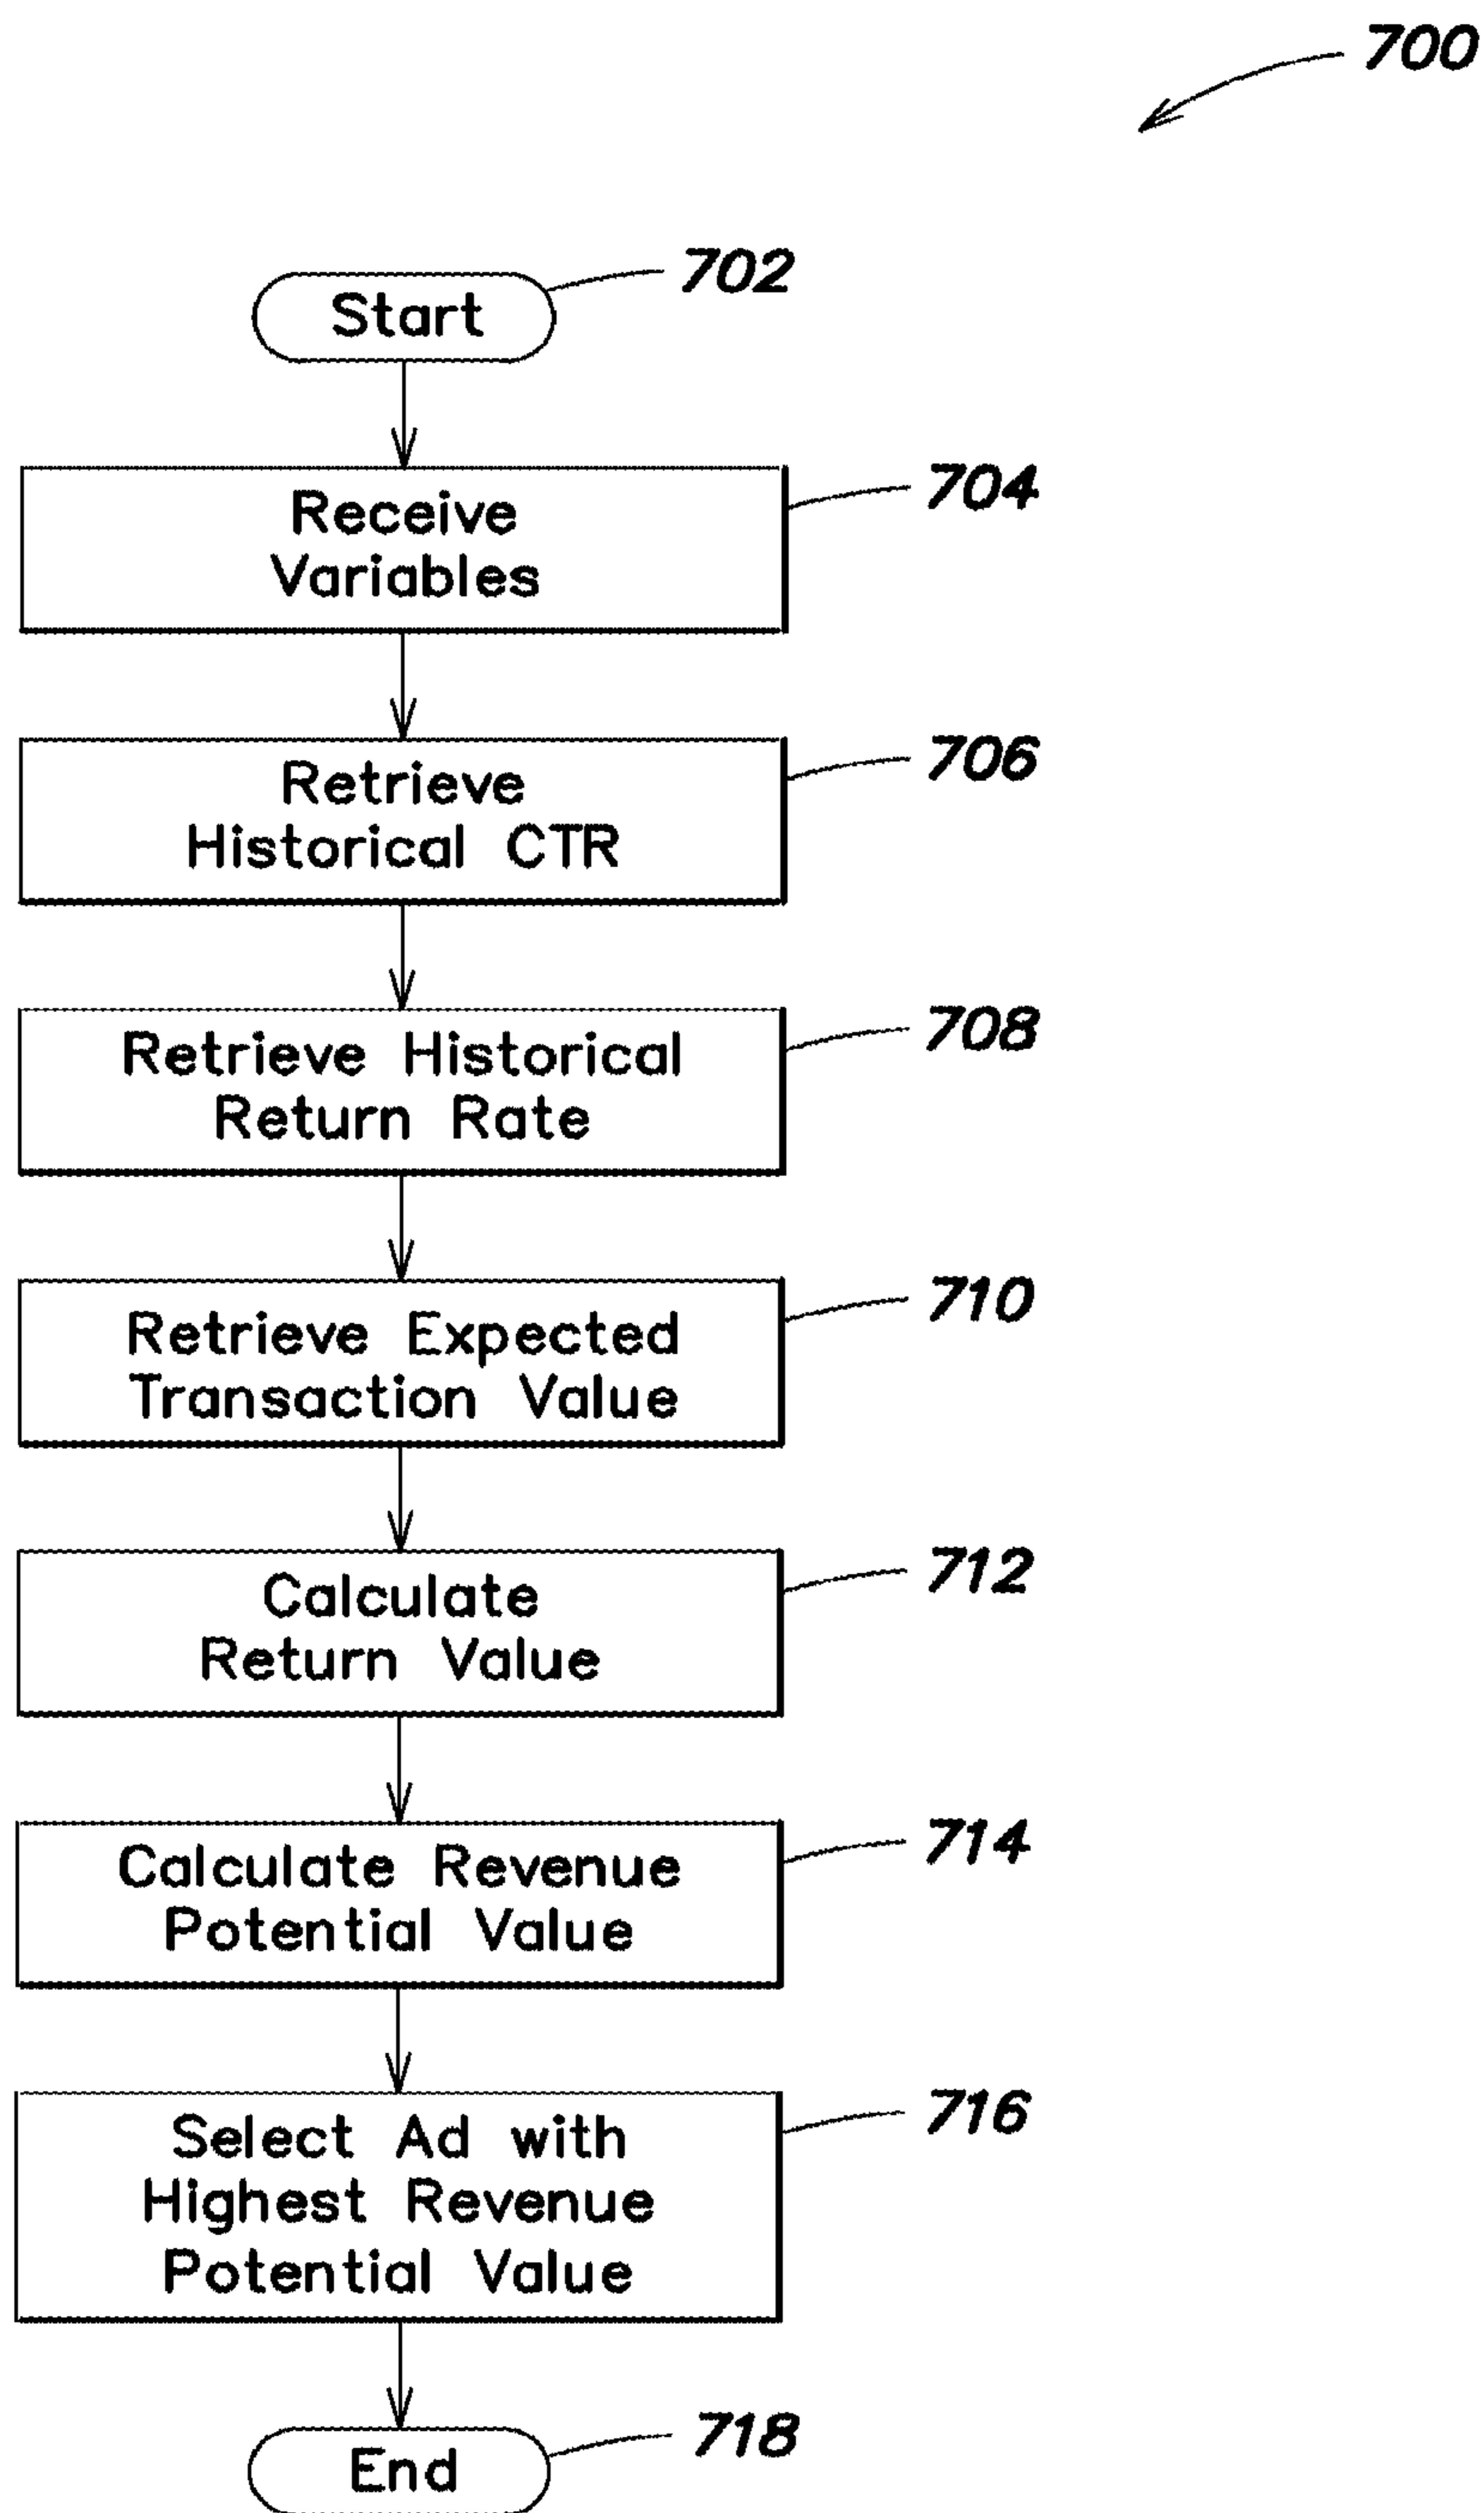 700
Start
702
Receive
Variables
704
Retrieve
Historical CTR
706
Retrieve Historical
Return Rate
708
Retrieve Expected
Transaction Value
710
Calculate
Return Value
712
Calculate Revenue
Potential Value
714
Select Ad with
Highest Revenue
Potential Value
716
End
718